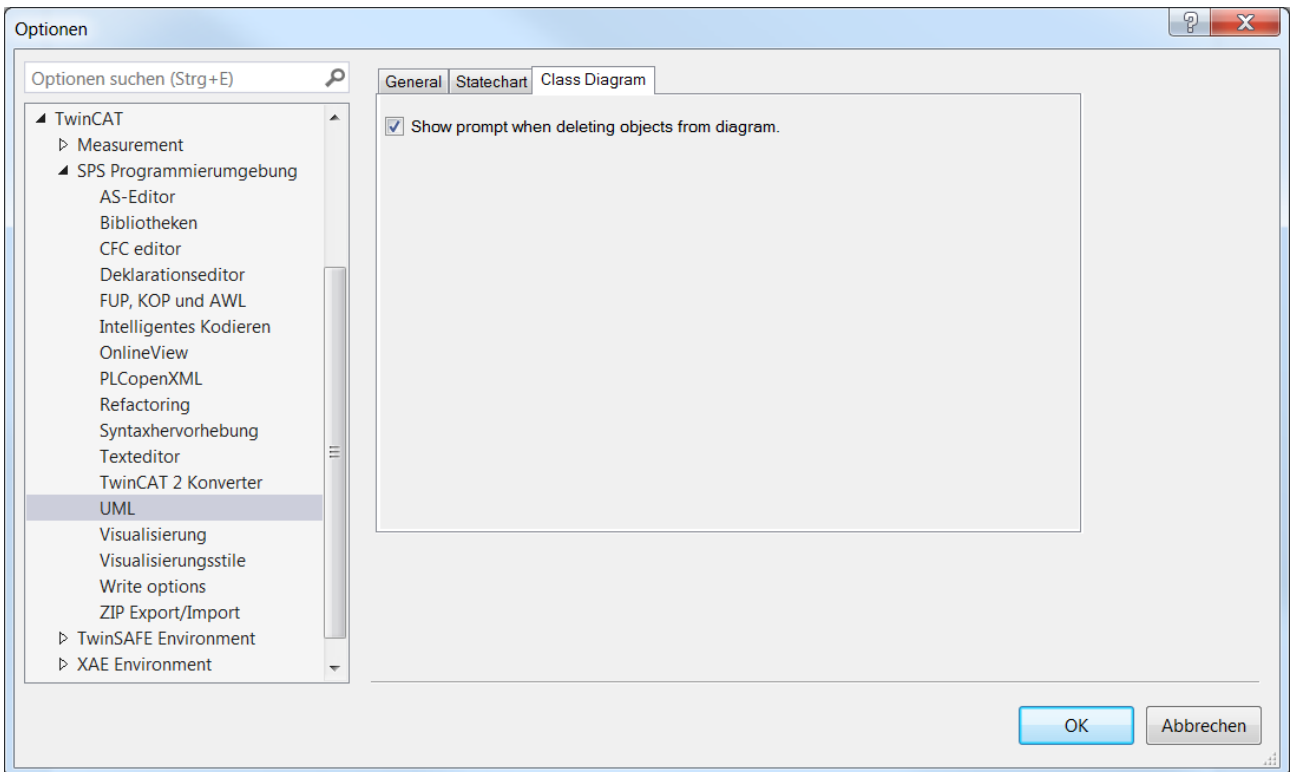 Optionen
Optionen suchen (Strg+E)
TwinCAT
Measurement
SPS Programmierumgebung
AS-Editor
Bibliotheken
CFC editor
Deklarationseditor
FUP, KOP und AWL
Intelligentes Kodieren
OnlineView
PLCopenXML
Refactoring
Syntaxhervorhebung
Texteditor
TwinCAT 2 Konverter
UML
Visualisierung
Visualisierungsstile
Write options
ZIP Export/Import
TwinSAFE Environment
XAE Environment
General Statechart Class Diagram
Show prompt when deleting objects from diagram.
OK Abbrechen